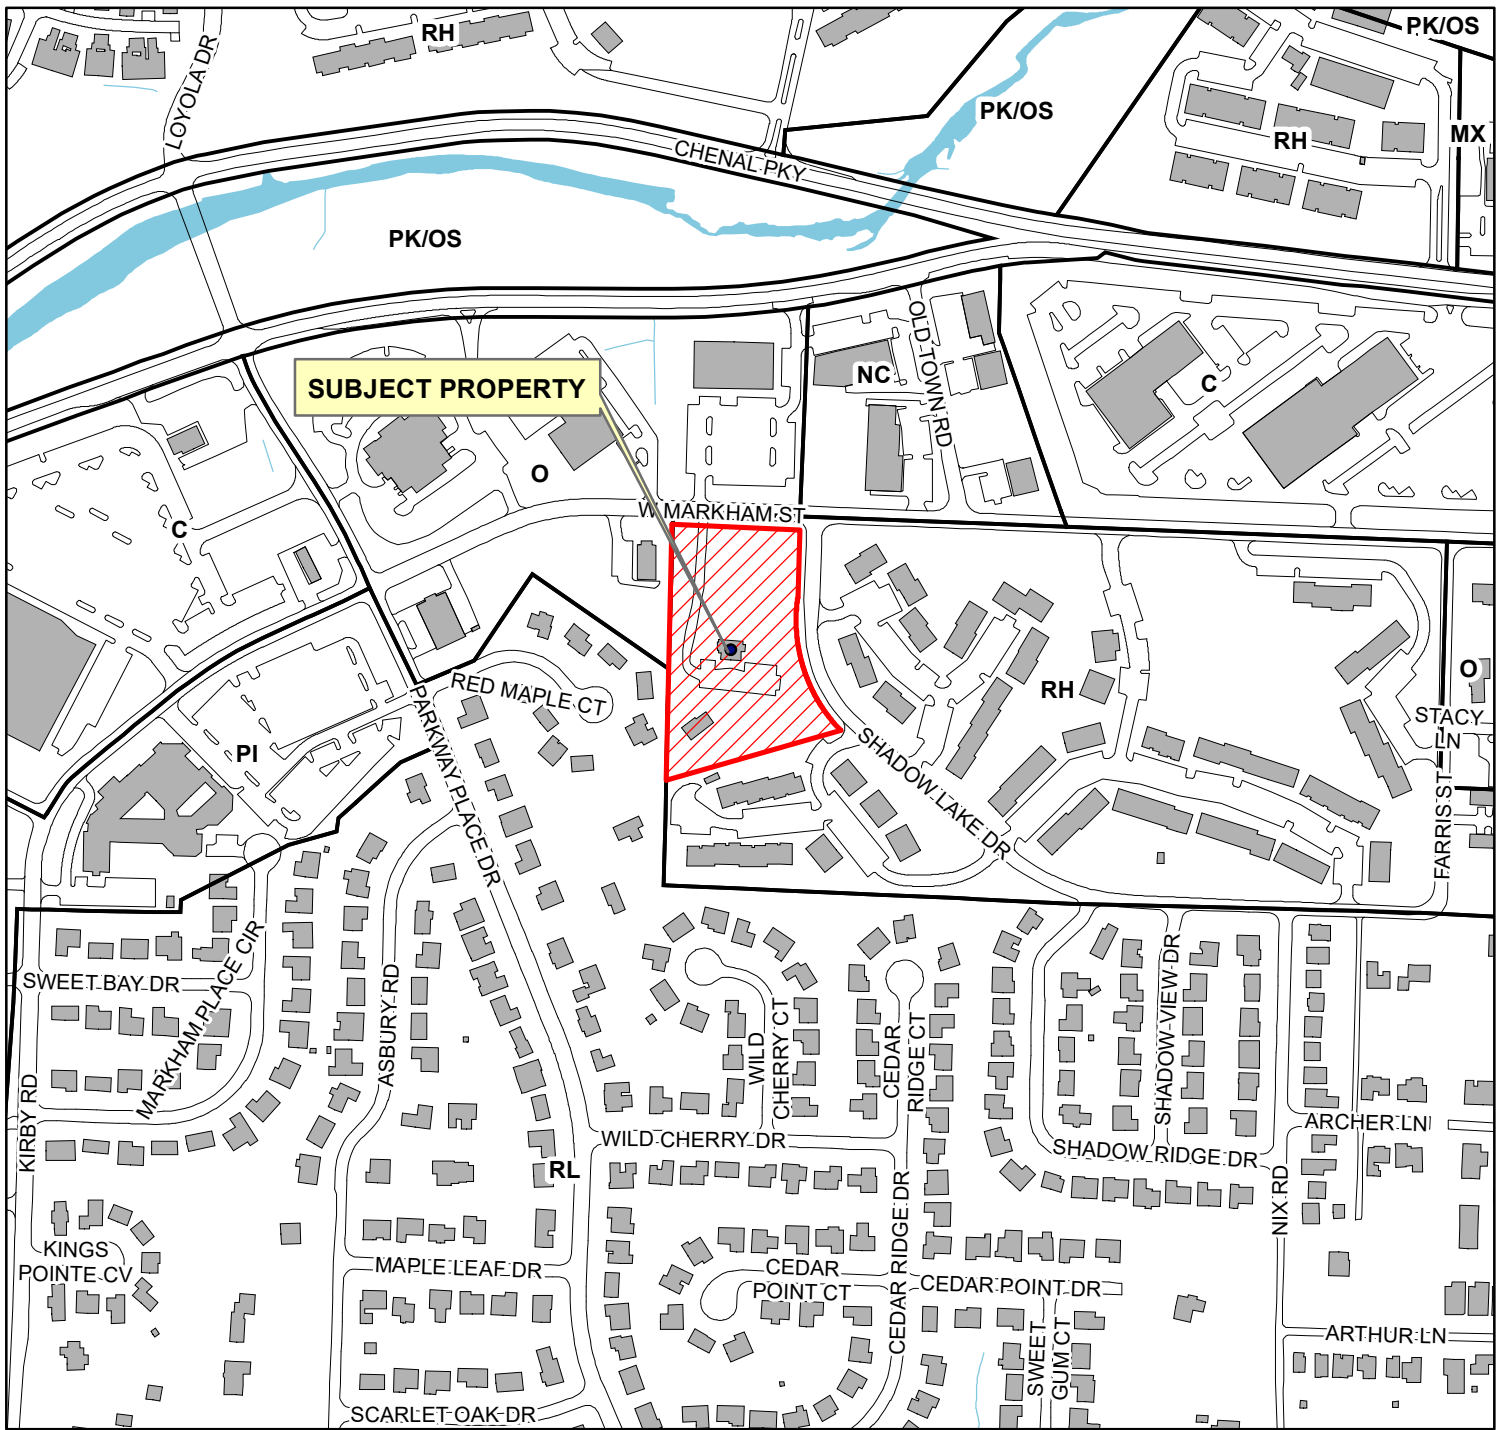 RH
PK/OS
LOYOLA DR
PK/OS
RH
MX
CHENAL PKY
PK/OS
OLD TOWN RD
SUBJECT PROPERTY
NC
C
O
W MARKHAM ST
C
RED MAPLE CT
RH
O
STACY
LN
PI
PARKWAY PLACE DR
SHADOW LAKE DR
FARRIS ST
SWEET BAY DR
MARKHAM PLACE CIR
ASBURY RD
WILD
CHERRY CT
CEDAR
RIDGE CT
SHADOW VIEW DR
KIRBY RD
ARCHER LN
WILD CHERRY DR
SHADOW RIDGE DR
RL
NIX RD
CEDAR RIDGE DR
KINGS
POINTE CV
MAPLE LEAF DR
CEDAR
POINT CT
CEDAR POINT DR
SWEET
GUM CT
ARTHUR LN
SCARLET OAK DR